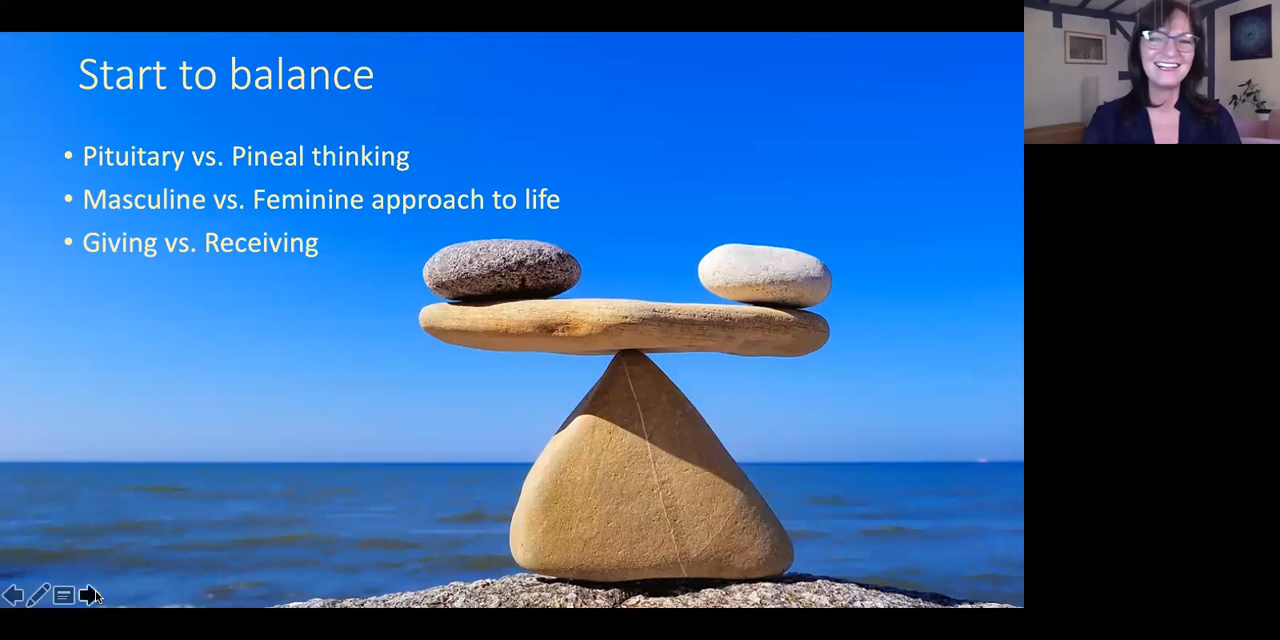 Start to balance
• Pituitary vs. Pineal thinking
• Masculine vs. Feminine approach to life
• Giving vs. Receiving